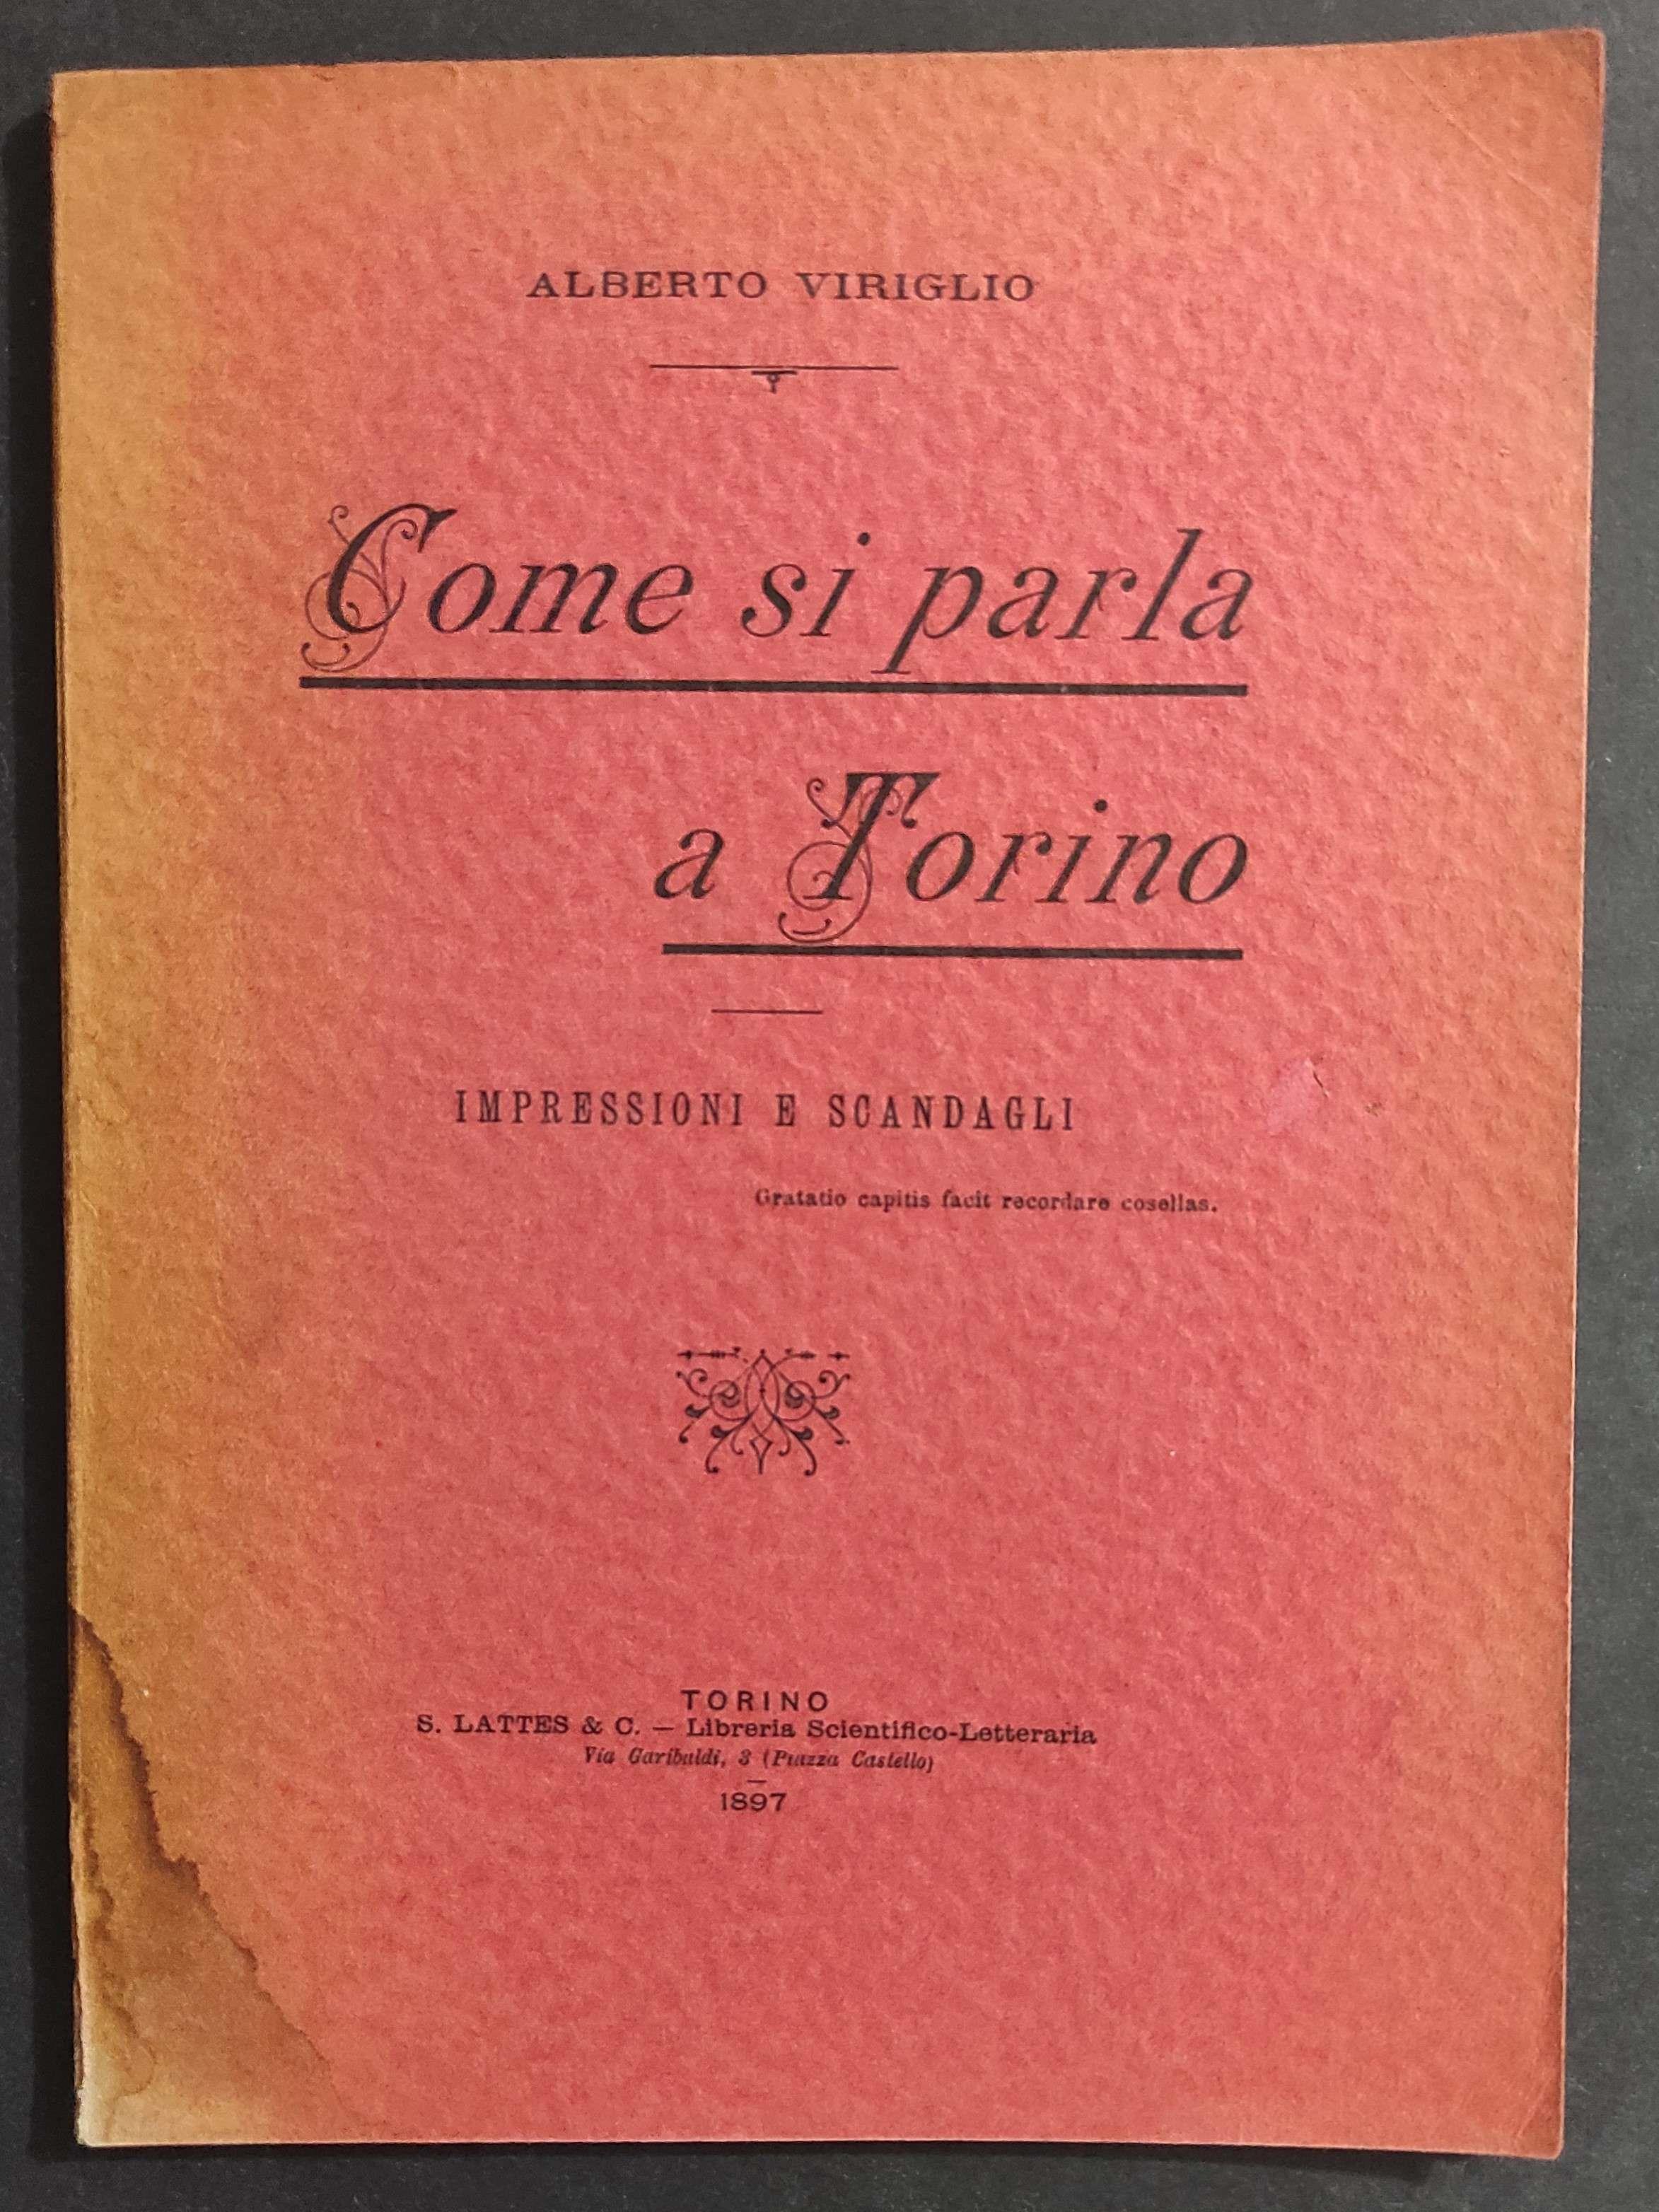 ALBERTO VIRIGLIO
Come si parla
a Torino
IMPRESSIONI E SCANDAGLI
Gratatio capitis facit recordare cosellas.
TORINO
S. LATTES & C. — Libreria Scientifico-Letteraria
Via Garibaldi, 3 (Piazza Castello)
1897